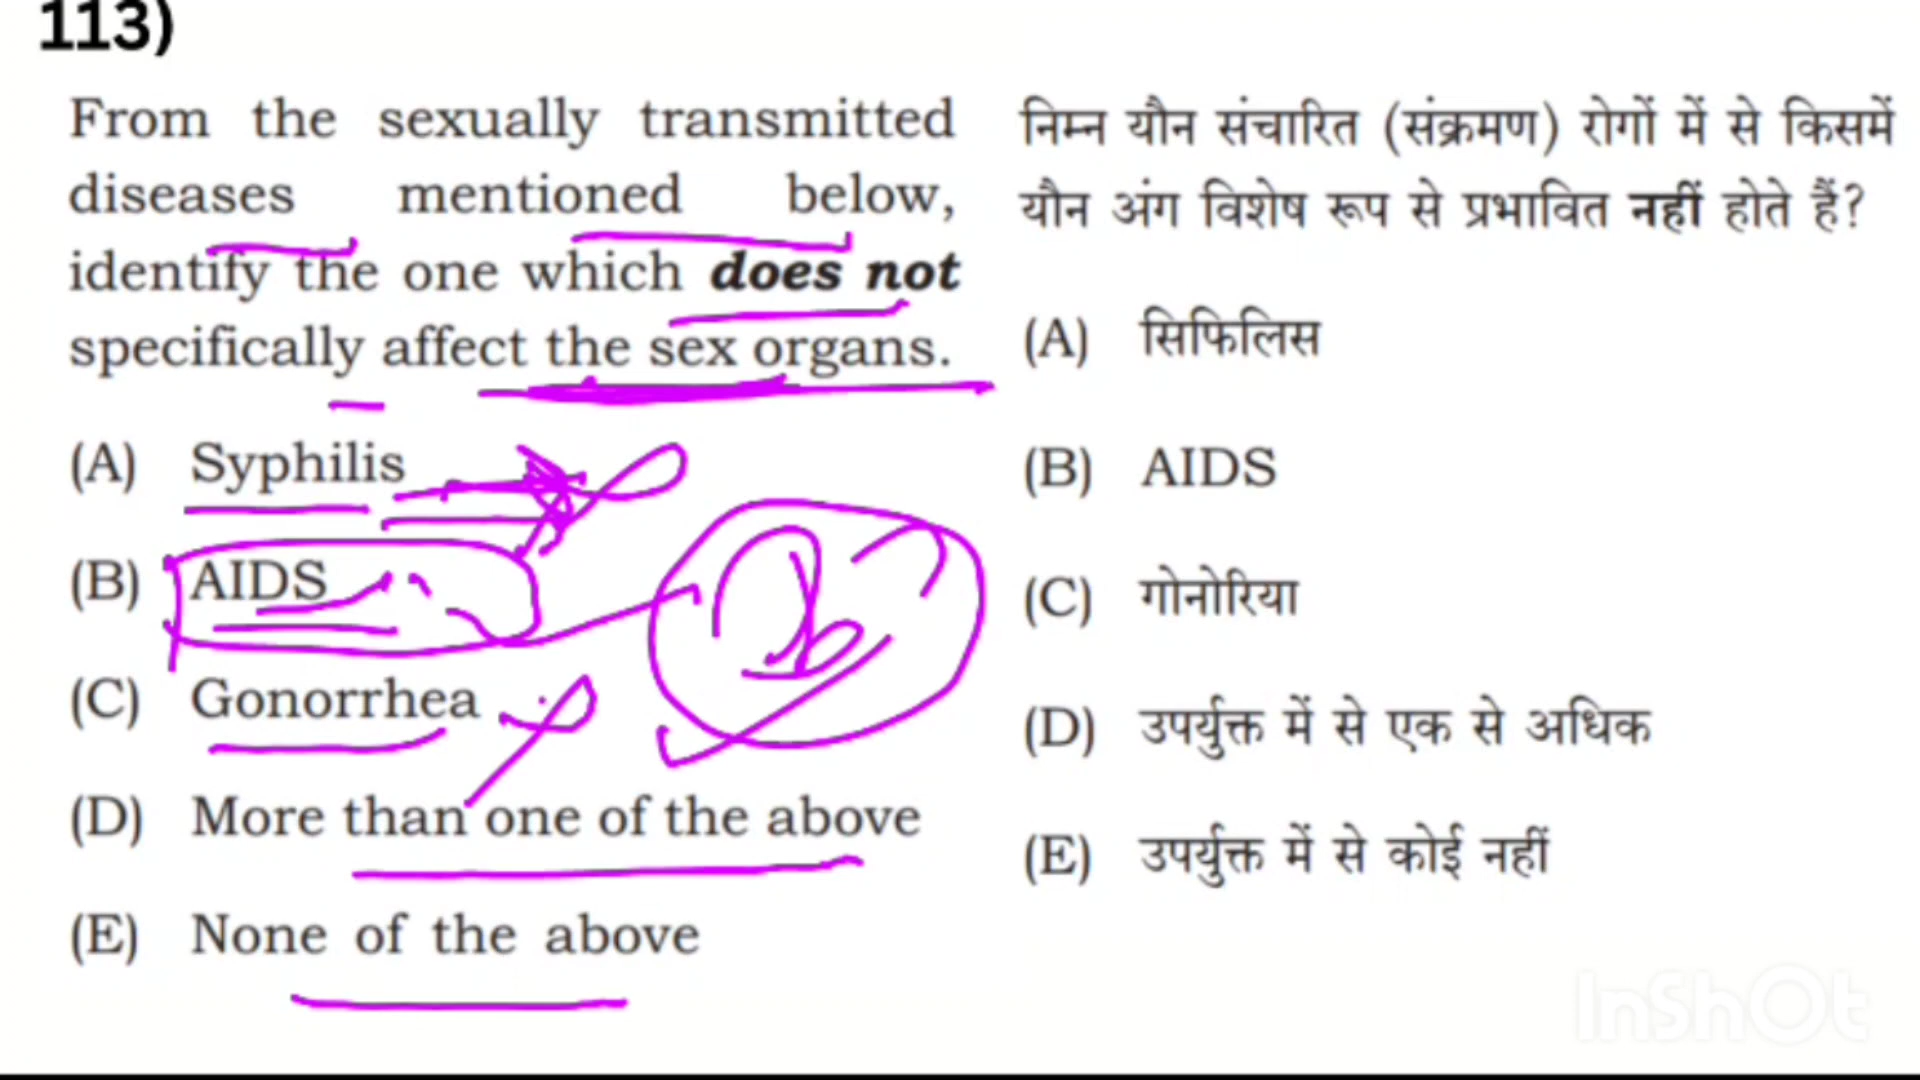 113)
From the sexually transmitted
diseases mentioned below,
identify the one which does not
specifically affect the sex organs.
(A) Syphilis
(B) AIDS
(C) Gonorrhea
(D) More than one of the above
(E) None of the above
निम्न यौन संचारित (संक्रमण) रोगों में से किसमें
यौन अंग विशेष रूप से प्रभावित नहीं होते हैं?
(A) सिफिलिस
(B) AIDS
(C) गोनोरिया
(D) उपर्युक्त में से एक से अधिक
(E) उपर्युक्त में से कोई नहीं
InShOt